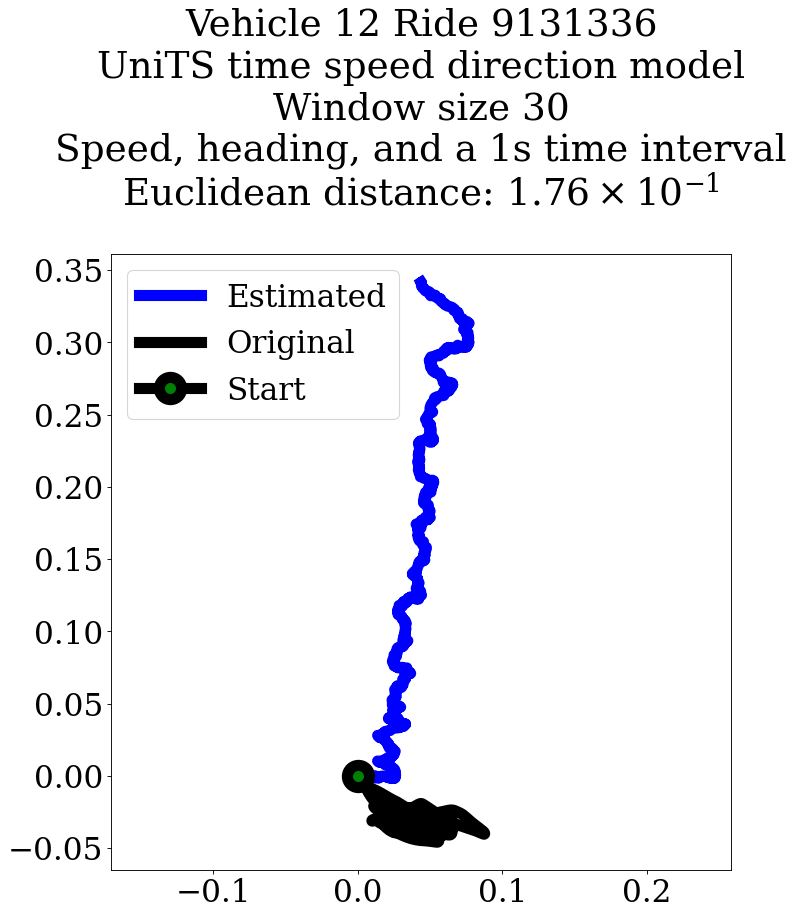 Vehicle 12 Ride 9131336
UniTS time speed direction model
Window size 30
Speed, heading, and a 1s time interval
Euclidean distance: 1.76 × 10⁻¹
0.35
0.30
0.25
0.20
0.15
0.10
0.05
0.00
−0.05
Estimated
Original
Start
−0.1 0.0 0.1 0.2